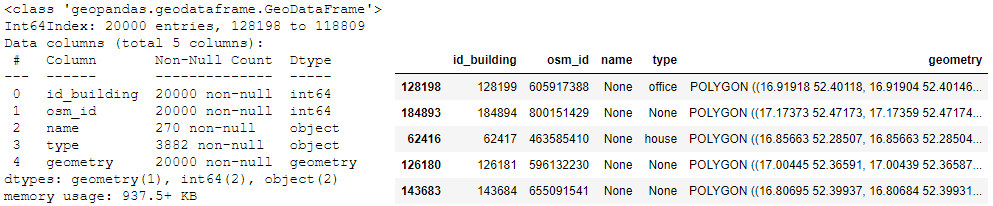 <class 'geopandas.geodataframe.GeoDataFrame'>
Int64Index: 20000 entries, 128198 to 118809
Data columns (total 5 columns):
 #   Column       Non-Null Count  Dtype
---  ------       --------------  -----
 0   id_building  20000 non-null  int64
 1   osm_id       20000 non-null  int64
 2   name         270 non-null    object
 3   type         3882 non-null   object
 4   geometry     20000 non-null  geometry
dtypes: geometry(1), int64(2), object(2)
memory usage: 937.5+ KB
id_building osm_id name type geometry
128198 128199 605917388 None office POLYGON ((16.91918 52.40118, 16.91904 52.40146...
184893 184894 800151429 None None POLYGON ((17.17373 52.47173, 17.17359 52.47174...
62416 62417 463585410 None house POLYGON ((16.85663 52.28507, 16.85663 52.28504...
126180 126181 596132230 None None POLYGON ((17.00445 52.36591, 17.00439 52.36587...
143683 143684 655091541 None None POLYGON ((16.80695 52.39937, 16.80684 52.39931...